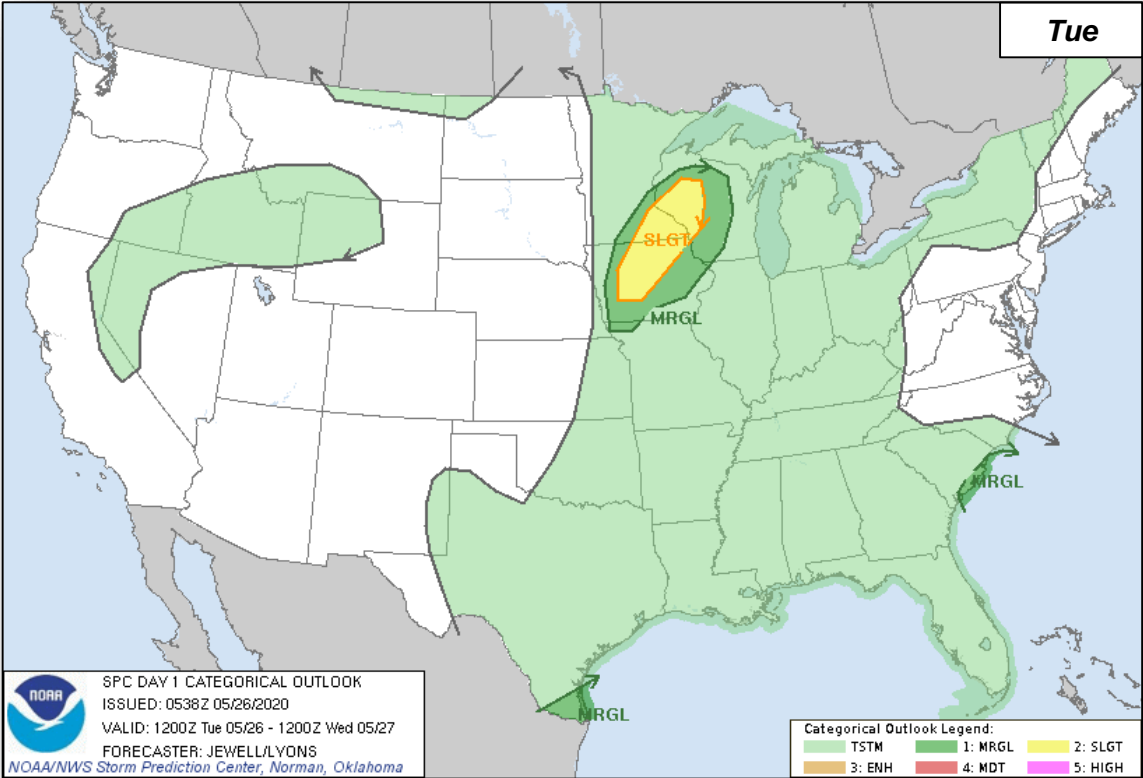 Tue
SLGT
MRGL
MRGL
MRGL
NOAA
SPC DAY 1 CATEGORICAL OUTLOOK
ISSUED: 0538Z 05/26/2020
VALID: 1200Z Tue 05/26 - 1200Z Wed 05/27
FORECASTER: JEWELL/LYONS
NOAA/NWS Storm Prediction Center, Norman, Oklahoma
Categorical Outlook Legend:
TSTM 1: MRGL 2: SLGT
3: ENH 4: MDT 5: HIGH